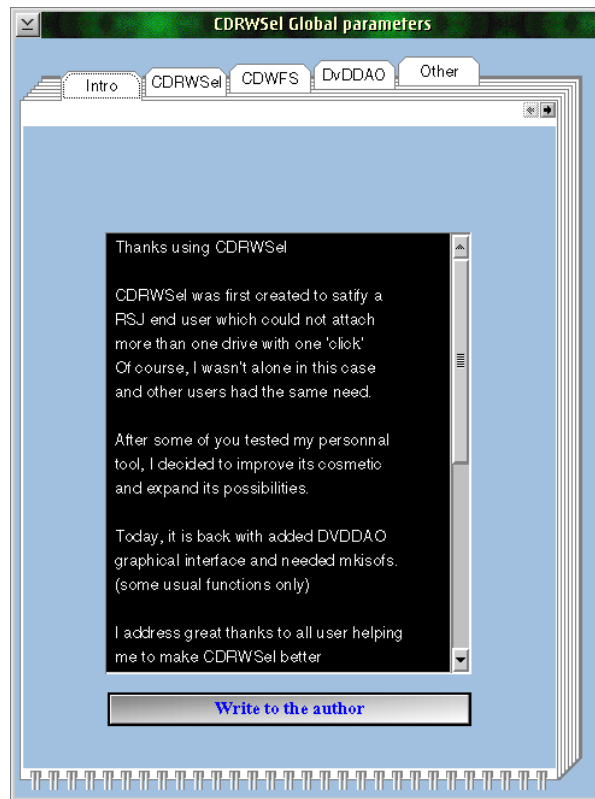 CDRWSel Global parameters
Intro
CDRWSel
CDWFS
DvDDAO
Other
Thanks using CDRWSel
CDRWSel was first created to satify a
RSJ end user which could not attach
more than one drive with one 'click'
Of course, I wasn't alone in this case
and other users had the same need.
After some of you tested my personnal
tool, I decided to improve its cosmetic
and expand its possibilities.
Today, it is back with added DVDDAO
graphical interface and needed mkisofs.
(some usual functions only)
I address great thanks to all user helping
me to make CDRWSel better
Write to the author